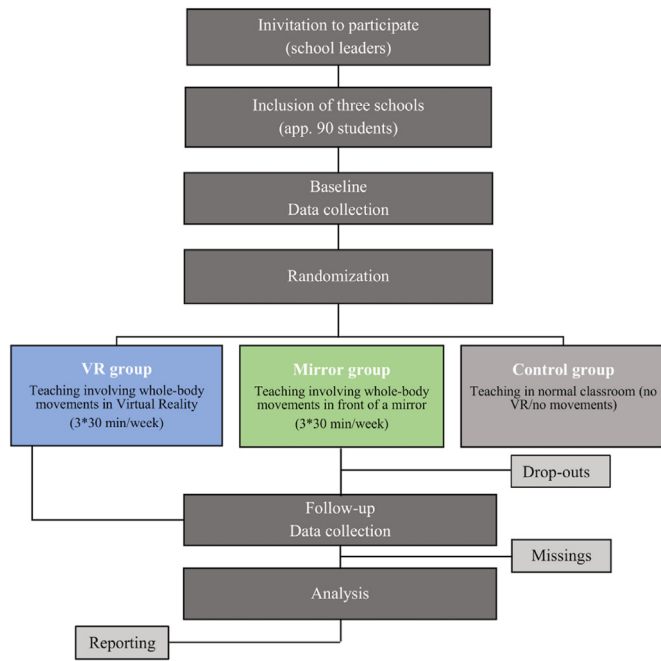 Inivitation to participate
(school leaders)
Inclusion of three schools
(app. 90 students)
Baseline
Data collection
Randomization
VR group
Teaching involving whole-body
movements in Virtual Reality
(3*30 min/week)
Mirror group
Teaching involving whole-body
movements in front of a mirror
(3*30 min/week)
Control group
Teaching in normal classroom (no
VR/no movements)
Drop-outs
Follow-up
Data collection
Missings
Analysis
Reporting